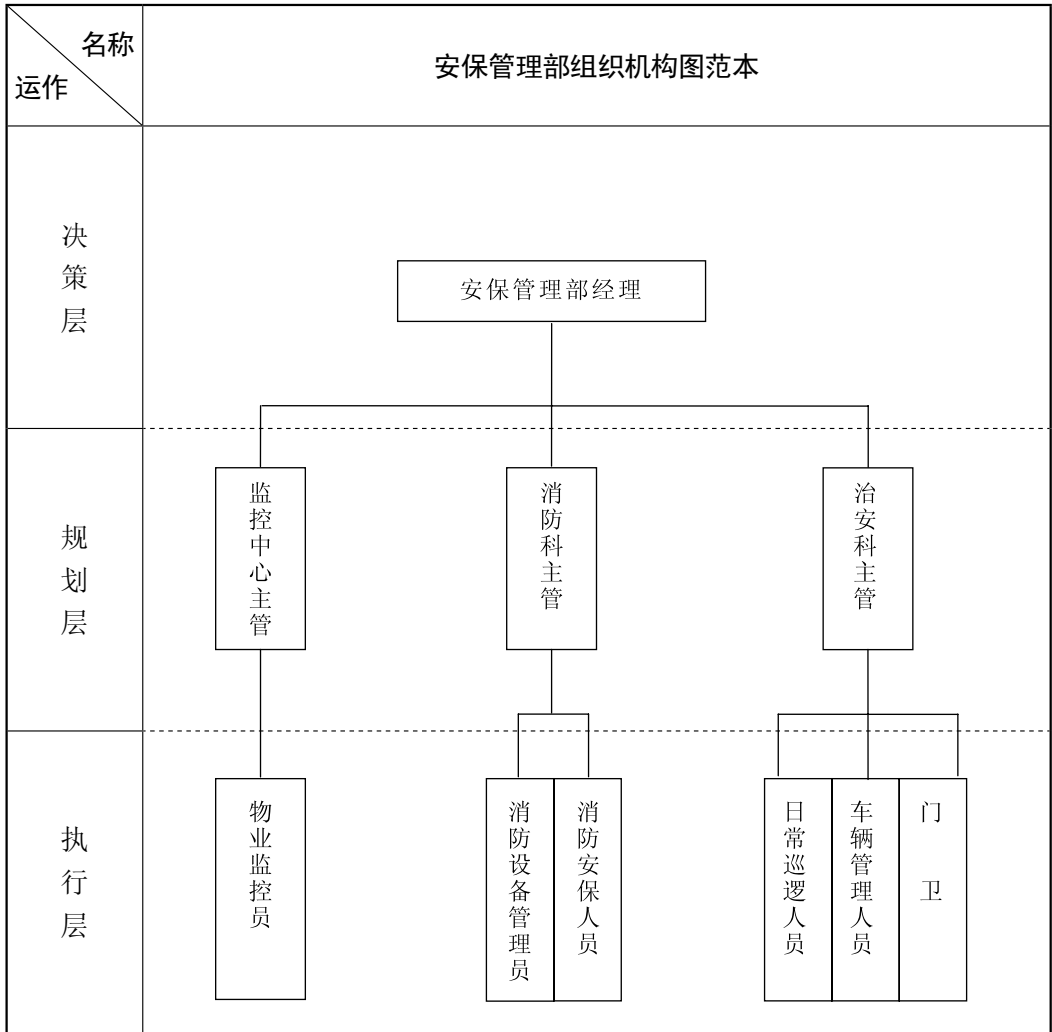 名称
运作
安保管理部组织机构图范本
决策层
安保管理部经理
规划层
监控中心主管
消防科主管
治安科主管
执行层
物业监控员
消防设备管理员
消防安保人员
日常巡逻人员
车辆管理人员
门卫